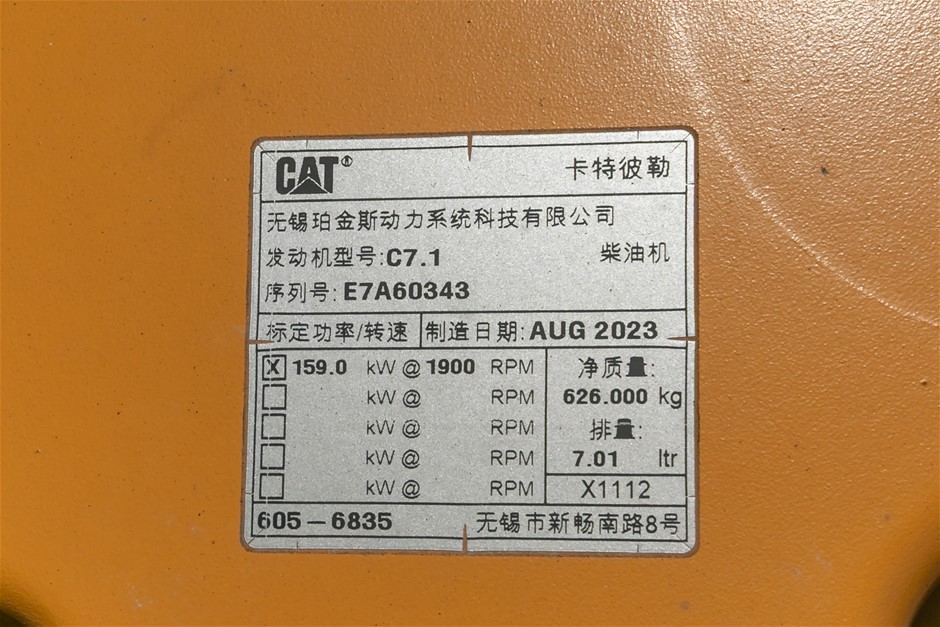 CAT® 卡特彼勒
无锡珀金斯动力系统科技有限公司
发动机型号:C7.1 柴油机
序列号:E7A60343
标定功率/转速 制造日期:AUG 2023
X 159.0 kW @ 1900 RPM 净质量:
kW @ RPM 626.000 kg
kW @ RPM 排量:
kW @ RPM 7.01 ltr
kW @ RPM X1112
605-6835 无锡市新畅南路8号